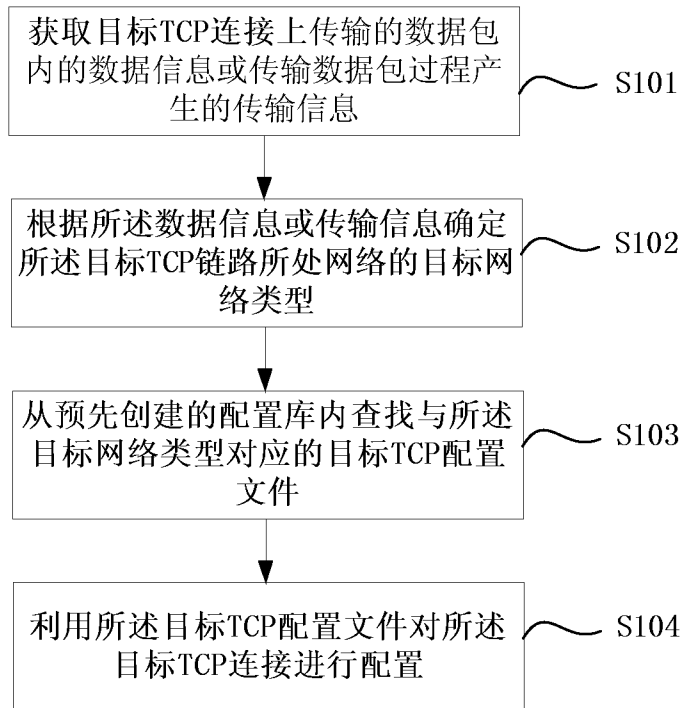 获取目标TCP连接上传输的数据包
内的数据信息或传输数据包过程产
生的传输信息
S101
根据所述数据信息或传输信息确定
所述目标TCP链路所处网络的目标网
络类型
S102
从预先创建的配置库内查找与所述
目标网络类型对应的目标TCP配置
文件
S103
利用所述目标TCP配置文件对所述
目标TCP连接进行配置
S104